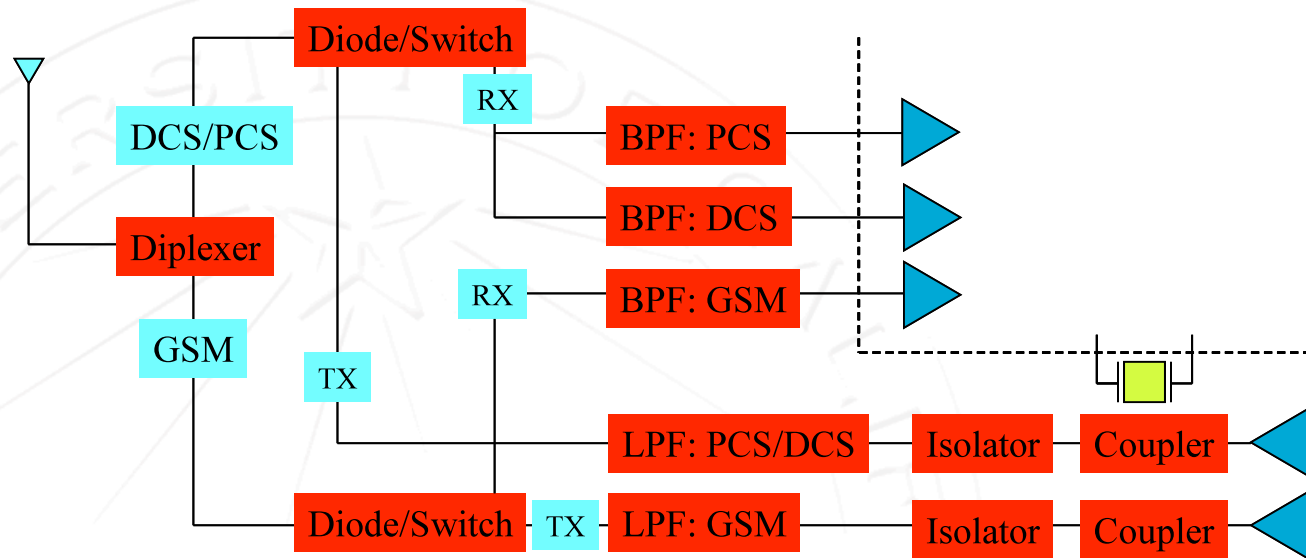 Diode/Switch
RX
DCS/PCS
BPF: PCS
BPF: DCS
Diplexer
RX
BPF: GSM
GSM
TX
LPF: PCS/DCS
Isolator
Coupler
Diode/Switch
TX
LPF: GSM
Isolator
Coupler